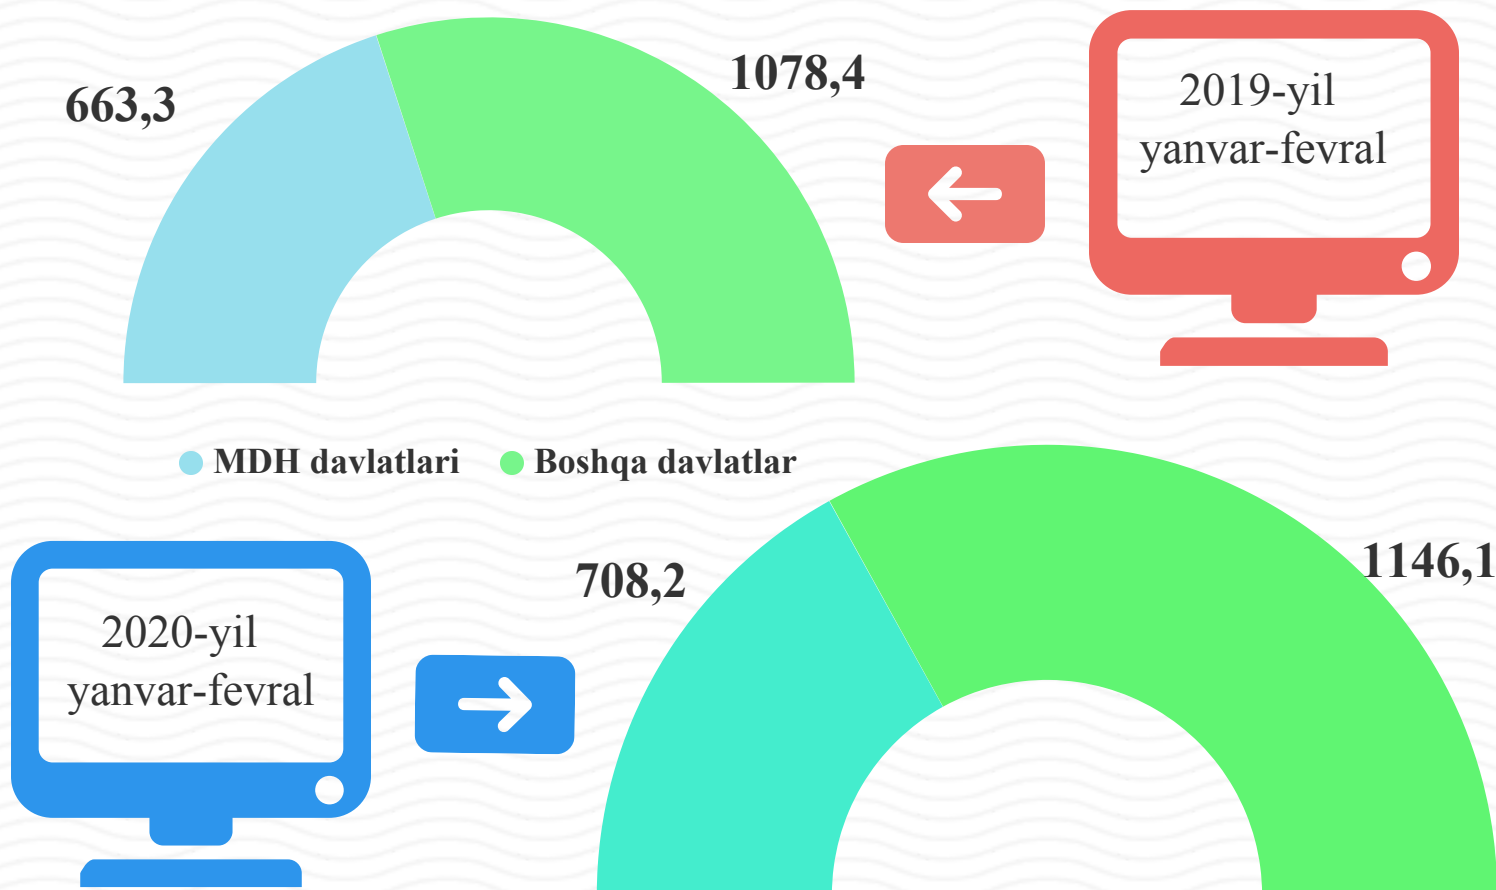 663,3
1078,4
2019-yil
yanvar-fevral
MDH davlatlari
Boshqa davlatlar
2020-yil
yanvar-fevral
708,2
1146,1